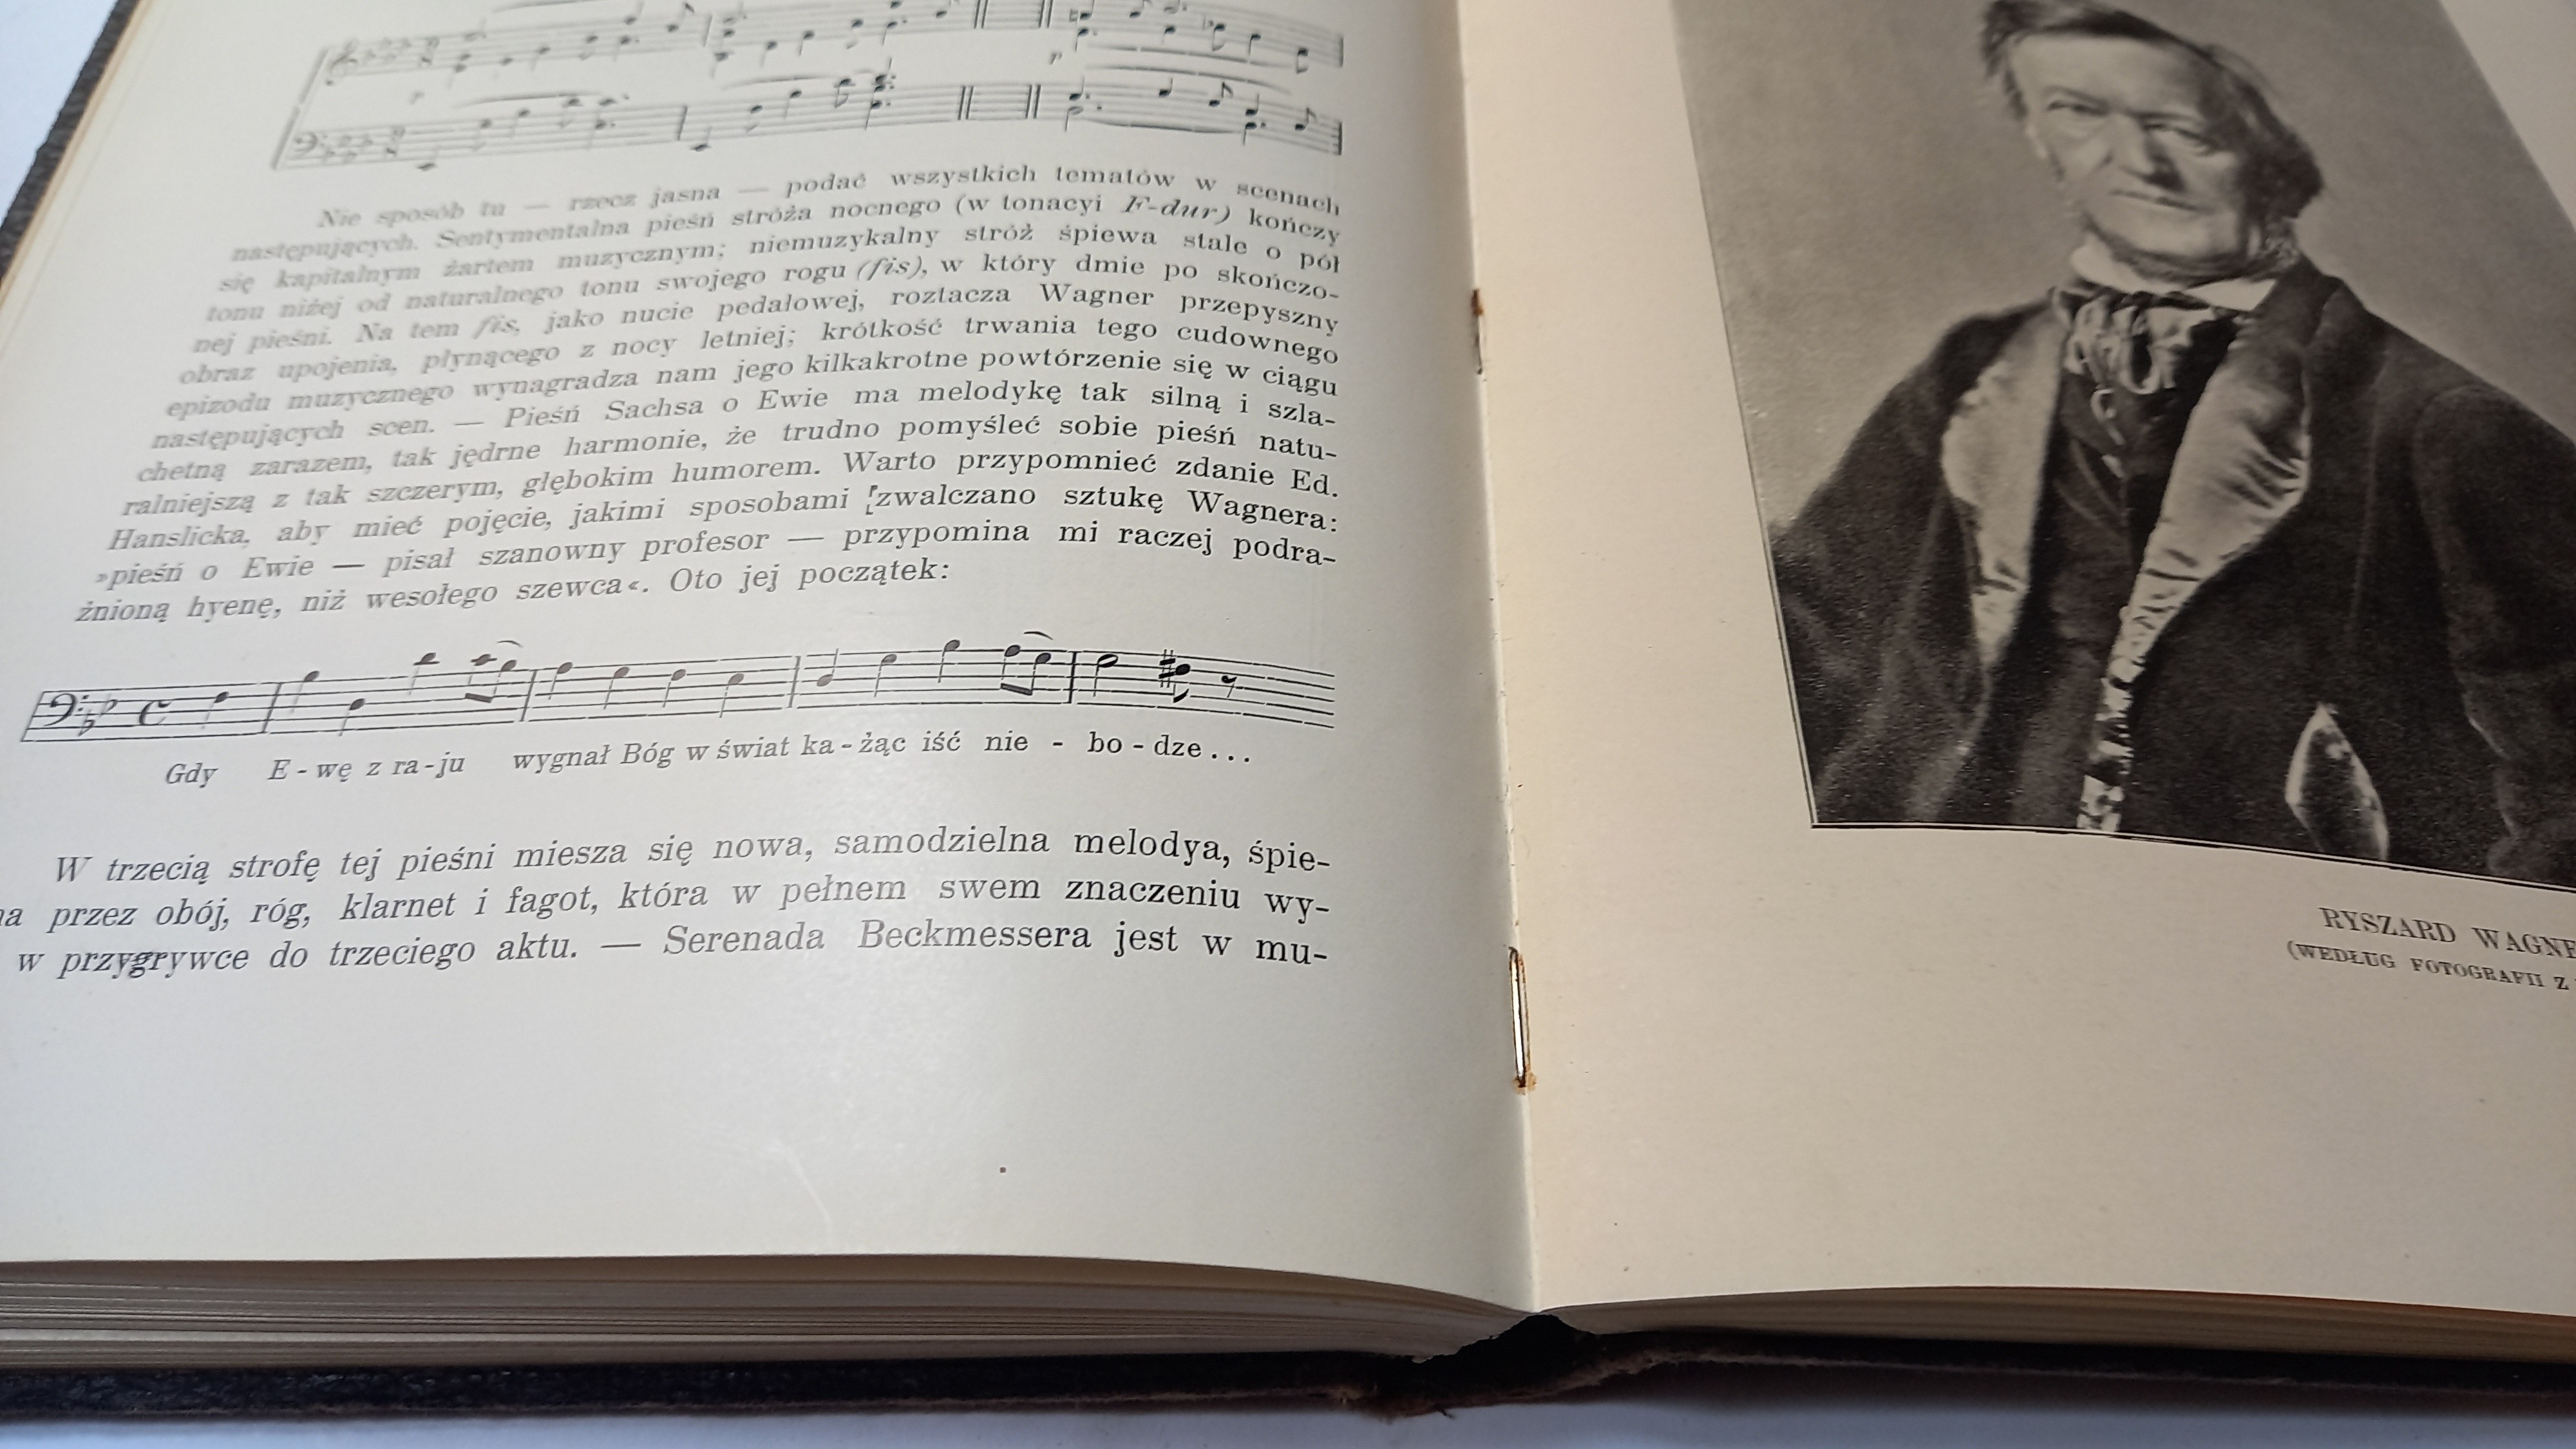 Nie sposób tu — rzecz jasna — podać wszystkich tematów w scenach
następujących. Sentymentalna pieśń stróża nocnego (w tonacyi F-dur) kończy
się kapitalnym żartem muzycznym; niemuzykalny stróż śpiewa stale o pół
tonu niżej od naturalnego tonu swojego rogu (fis), w który dmie po skończo-
nej pieśni. Na tem fis, jako nucie pedałowej, roztacza Wagner przepyszny
obraz upojenia, płynącego z nocy letniej; krótkość trwania tego cudownego
epizodu muzycznego wynagradza nam jego kilkakrotne powtórzenie się w ciągu
następujących scen. — Pieśń Sachsa o Ewie ma melodykę tak silną i szla-
chetną zarazem, tak jędrne harmonie, że trudno pomyśleć sobie pieśń natu-
ralniejszą z tak szczerym, głębokim humorem. Warto przypomnieć zdanie Ed.
Hanslicka, aby mieć pojęcie, jakimi sposobami zwalczano sztukę Wagnera:
»pieśń o Ewie — pisał szanowny profesor — przypomina mi raczej podra-
żnioną hyenę, niż wesołego szewca«. Oto jej początek:
Gdy E - wę z ra - ju wygnał Bóg w świat ka - żąc iść nie - bo - dze . . .
W trzecią strofę tej pieśni miesza się nowa, samodzielna melodya, śpie-
na przez obój, róg, klarnet i fagot, która w pełnem swem znaczeniu wy-
w przygrywce do trzeciego aktu. — Serenada Beckmessera jest w mu-
RYSZARD WAGNE
(WEDŁUG FOTOGRAFII Z